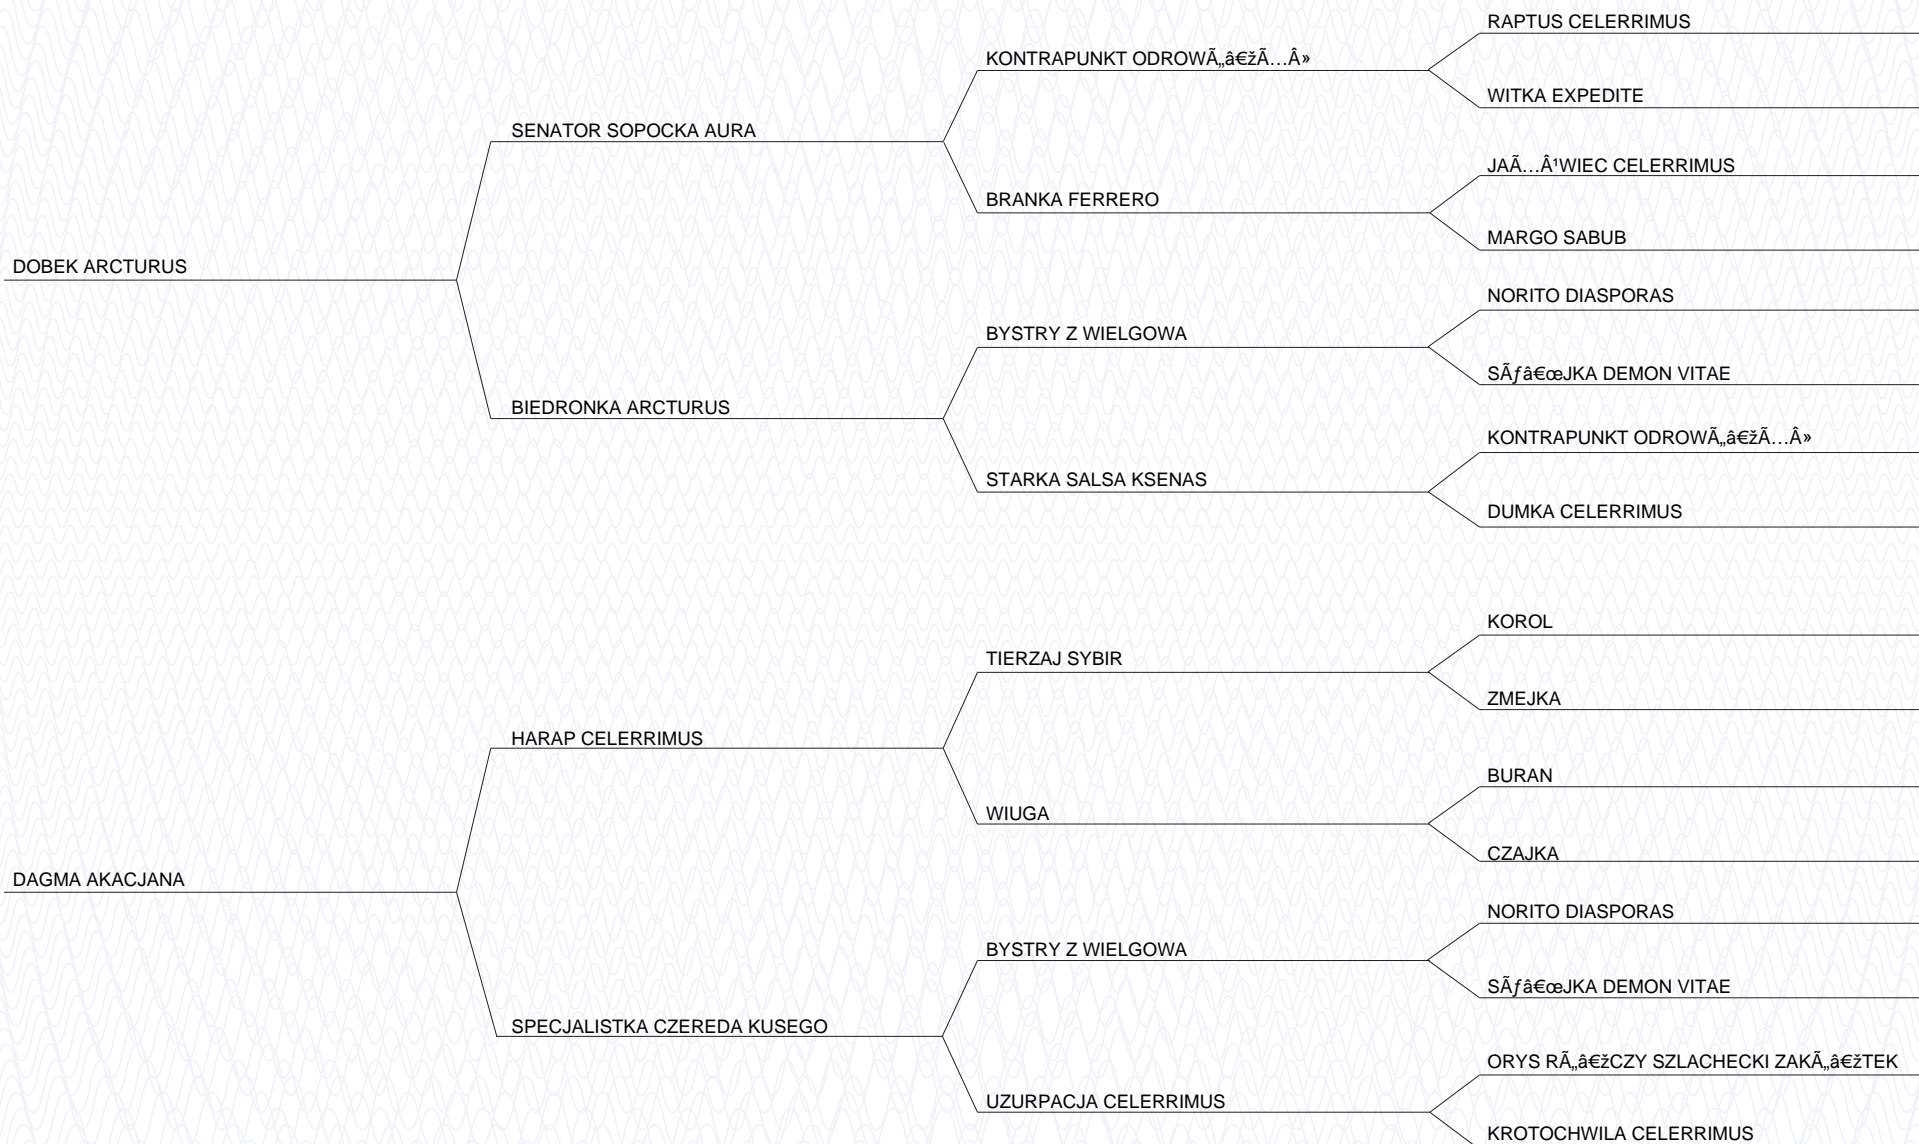 RAPTUS CELERRIMUS
KONTRAPUNKT ODROWÃ„â€žÃ…Â»
WITKA EXPEDITE
SENATOR SOPOCKA AURA
JAÃ…Â¹WIEC CELERRIMUS
BRANKA FERRERO
MARGO SABUB
DOBEK ARCTURUS
NORITO DIASPORAS
BYSTRY Z WIELGOWA
SÃƒâ€œJKA DEMON VITAE
BIEDRONKA ARCTURUS
KONTRAPUNKT ODROWÃ„â€žÃ…Â»
STARKA SALSA KSENAS
DUMKA CELERRIMUS
KOROL
TIERZAJ SYBIR
ZMEJKA
HARAP CELERRIMUS
BURAN
WIUGA
CZAJKA
DAGMA AKACJANA
NORITO DIASPORAS
BYSTRY Z WIELGOWA
SÃƒâ€œJKA DEMON VITAE
SPECJALISTKA CZEREDA KUSEGO
ORYS RÃ„â€žCZY SZLACHECKI ZAKÃ„â€žTEK
UZURPACJA CELERRIMUS
KROTOCHWILA CELERRIMUS